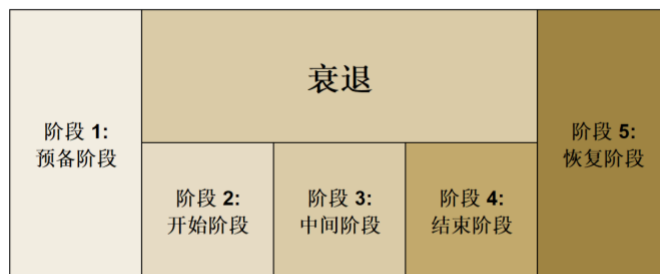 衰退
阶段 1:
预备阶段
阶段 2:
开始阶段
阶段 3:
中间阶段
阶段 4:
结束阶段
阶段 5:
恢复阶段